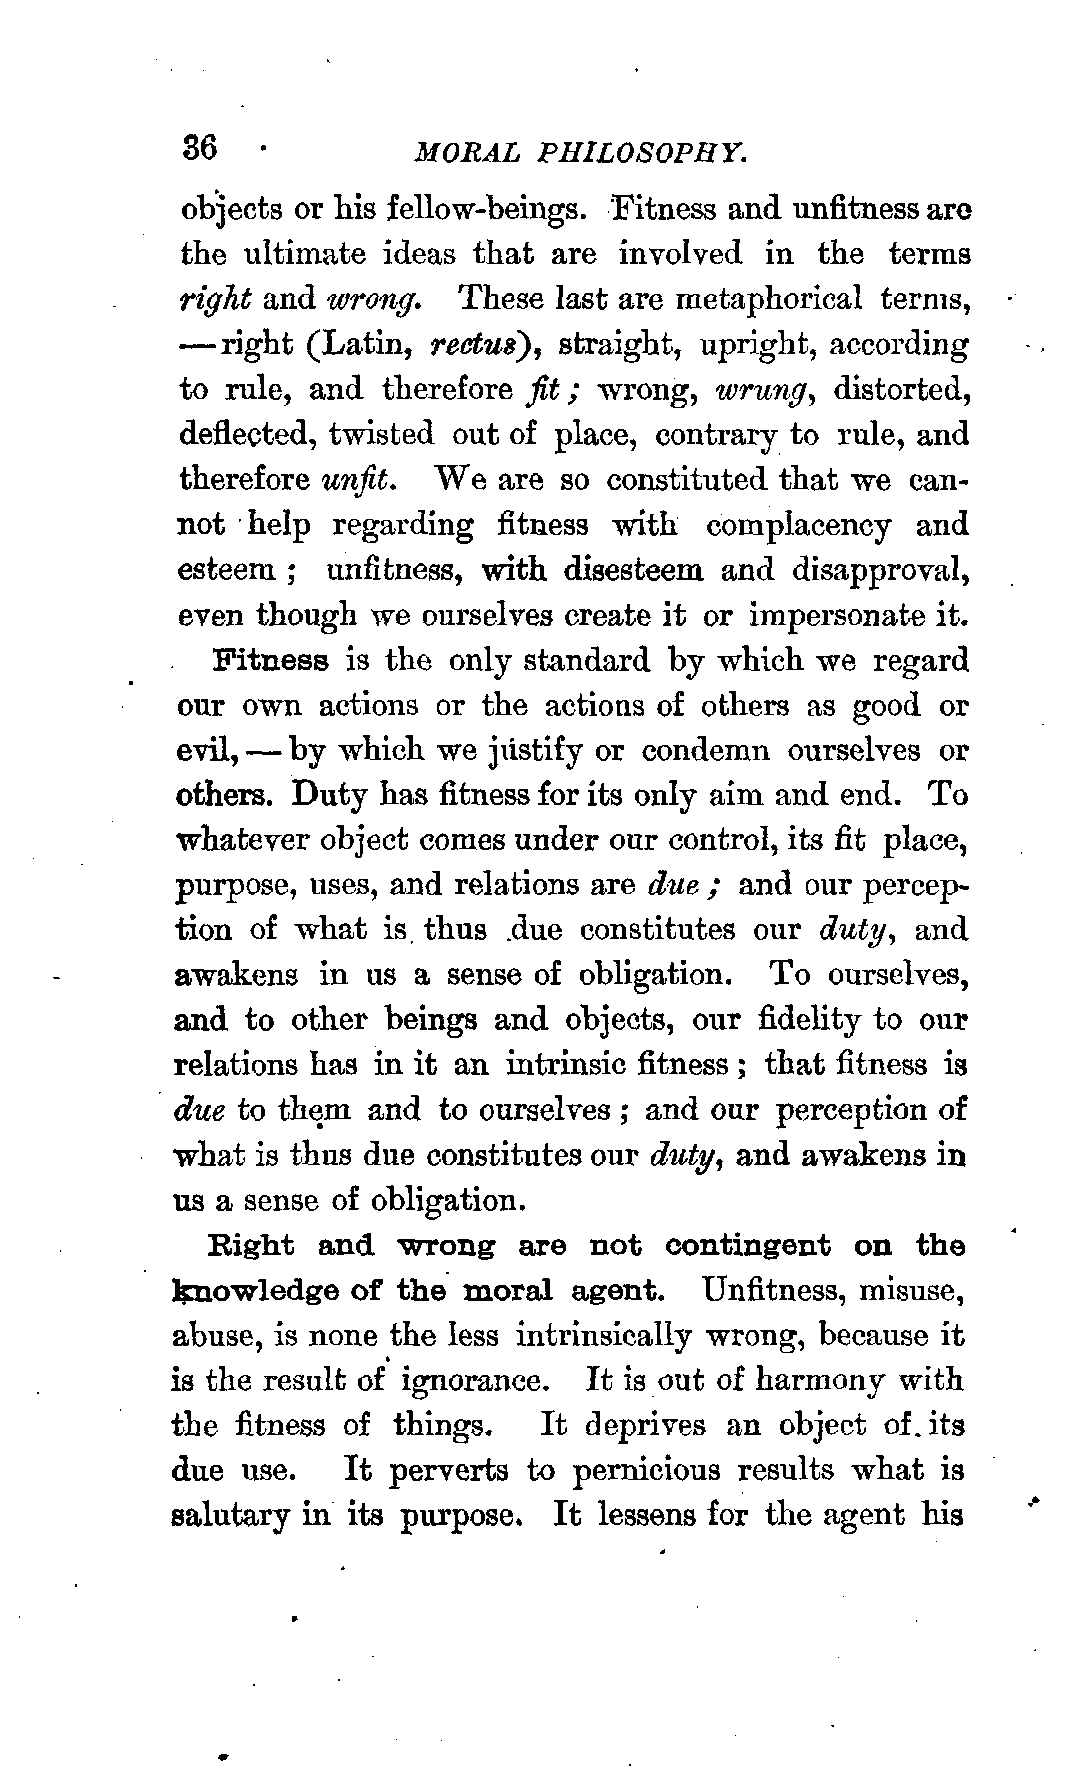 36 MORAL PHILOSOPHY.
objects or his fellow-beings. Fitness and unfitness are
the ultimate ideas that are involved in the terms
right and wrong. These last are metaphorical terms,
— right (Latin, rectus), straight, upright, according
to rule, and therefore fit; wrong, wrung, distorted,
deflected, twisted out of place, contrary to rule, and
therefore unfit. We are so constituted that we can-
not help regarding fitness with complacency and
esteem; unfitness, with disesteem and disapproval,
even though we ourselves create it or impersonate it.
Fitness is the only standard by which we regard
our own actions or the actions of others as good or
evil, — by which we justify or condemn ourselves or
others. Duty has fitness for its only aim and end. To
whatever object comes under our control, its fit place,
purpose, uses, and relations are due; and our percep-
tion of what is thus due constitutes our duty, and
awakens in us a sense of obligation. To ourselves,
and to other beings and objects, our fidelity to our
relations has in it an intrinsic fitness; that fitness is
due to them and to ourselves; and our perception of
what is thus due constitutes our duty, and awakens in
us a sense of obligation.
Right and wrong are not contingent on the
knowledge of the moral agent. Unfitness, misuse,
abuse, is none the less intrinsically wrong, because it
is the result of ignorance. It is out of harmony with
the fitness of things. It deprives an object of its
due use. It perverts to pernicious results what is
salutary in its purpose. It lessens for the agent his